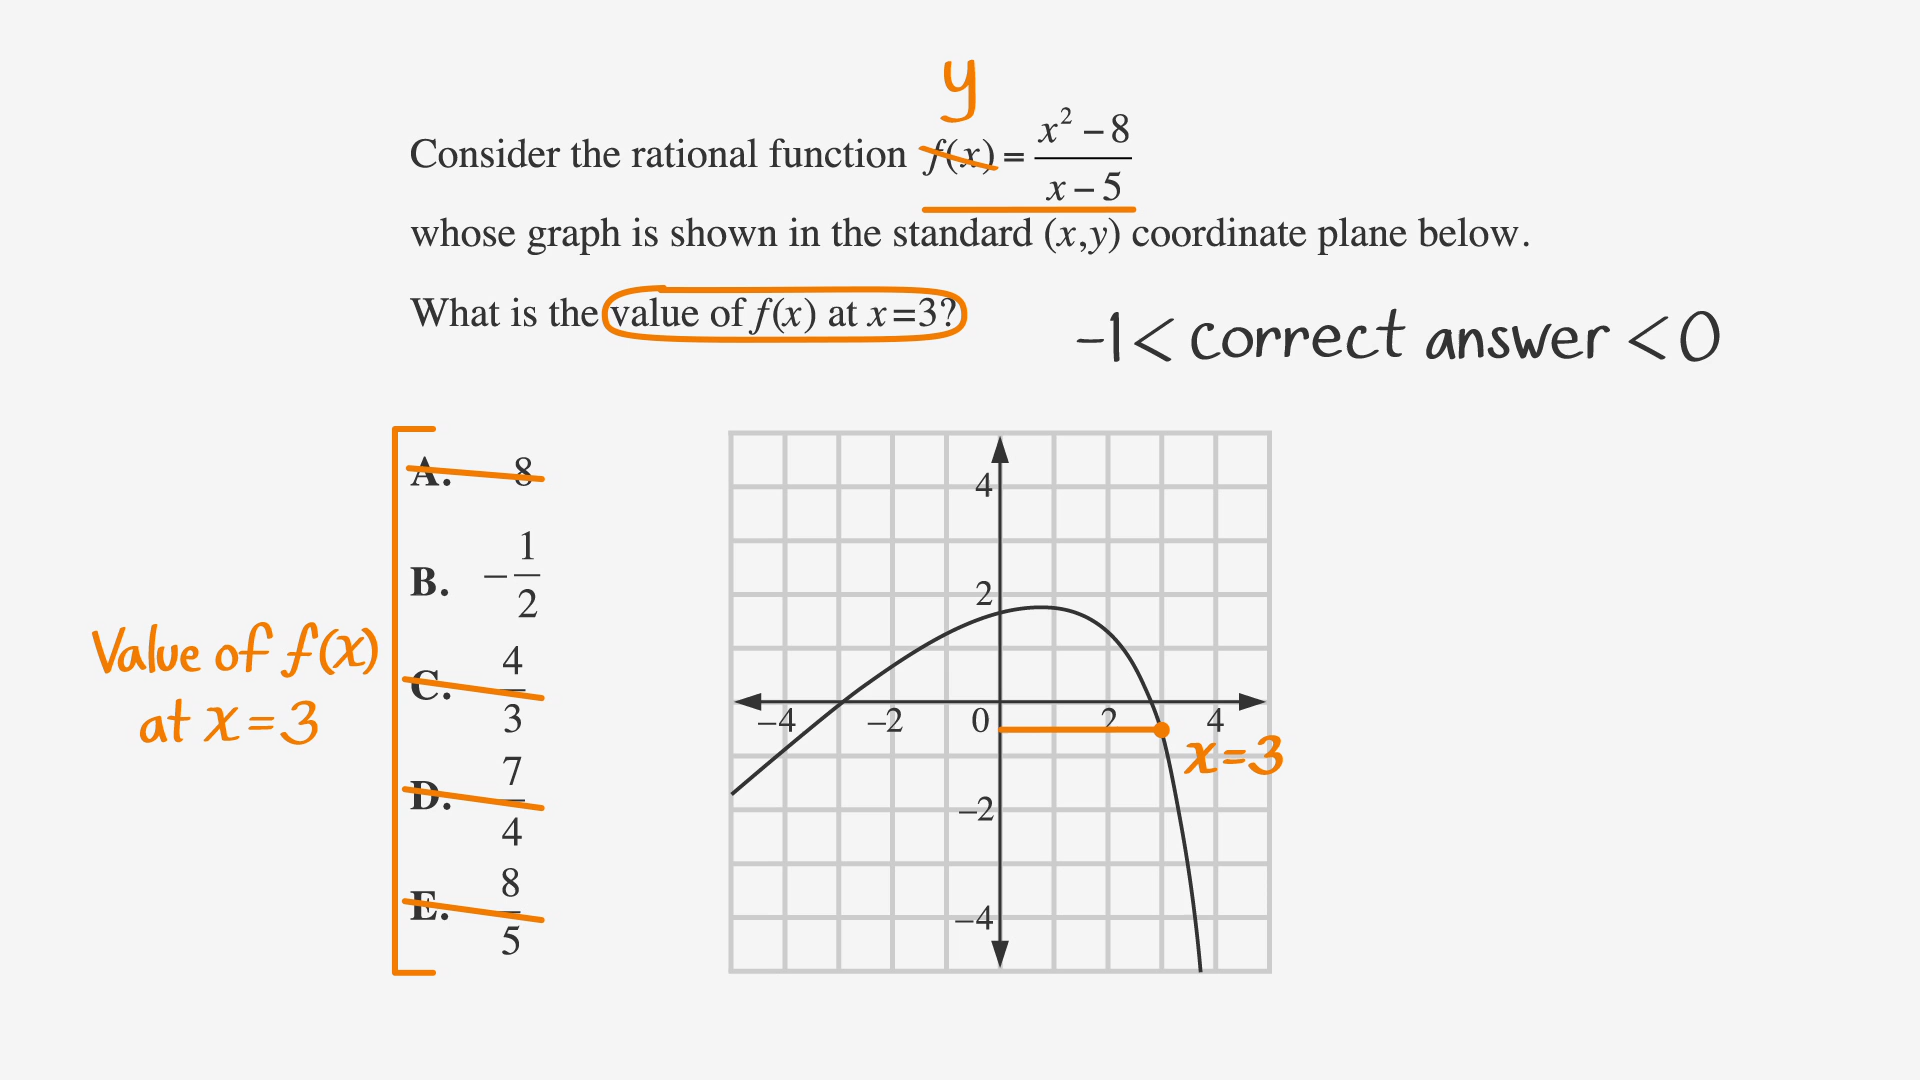 y
Consider the rational function f(x) = x² − 8
x − 5
whose graph is shown in the standard (x,y) coordinate plane below.
What is the value of f(x) at x=3?
-1 < correct answer < 0
A. 8
B. − 1/2
C. 4/3
D. 7/4
E. 8/5
Value of f(x)
at x = 3
4
2
−4 −2 0 2 4
x=3
−2
−4